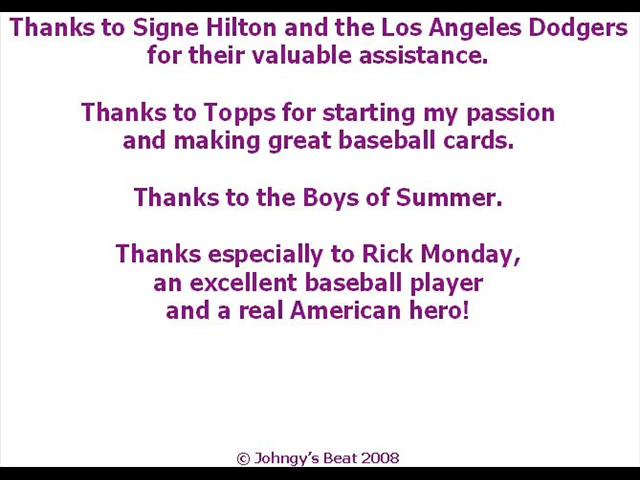 Thanks to Signe Hilton and the Los Angeles Dodgers
for their valuable assistance.
Thanks to Topps for starting my passion
and making great baseball cards.
Thanks to the Boys of Summer.
Thanks especially to Rick Monday,
an excellent baseball player
and a real American hero!
© Johngy's Beat 2008